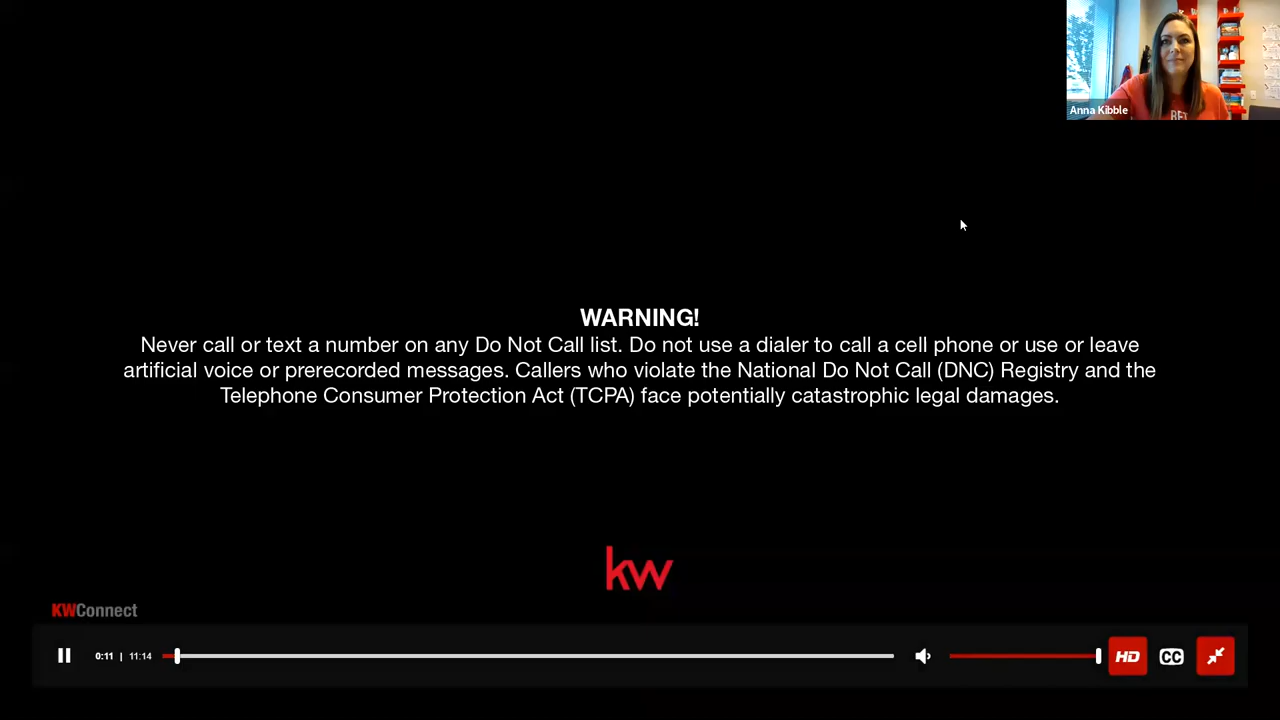 Anna Kibble
WARNING!
Never call or text a number on any Do Not Call list. Do not use a dialer to call a cell phone or use or leave
artificial voice or prerecorded messages. Callers who violate the National Do Not Call (DNC) Registry and the
Telephone Consumer Protection Act (TCPA) face potentially catastrophic legal damages.
kw
KWConnect
0:11 | 11:14
HD
CC